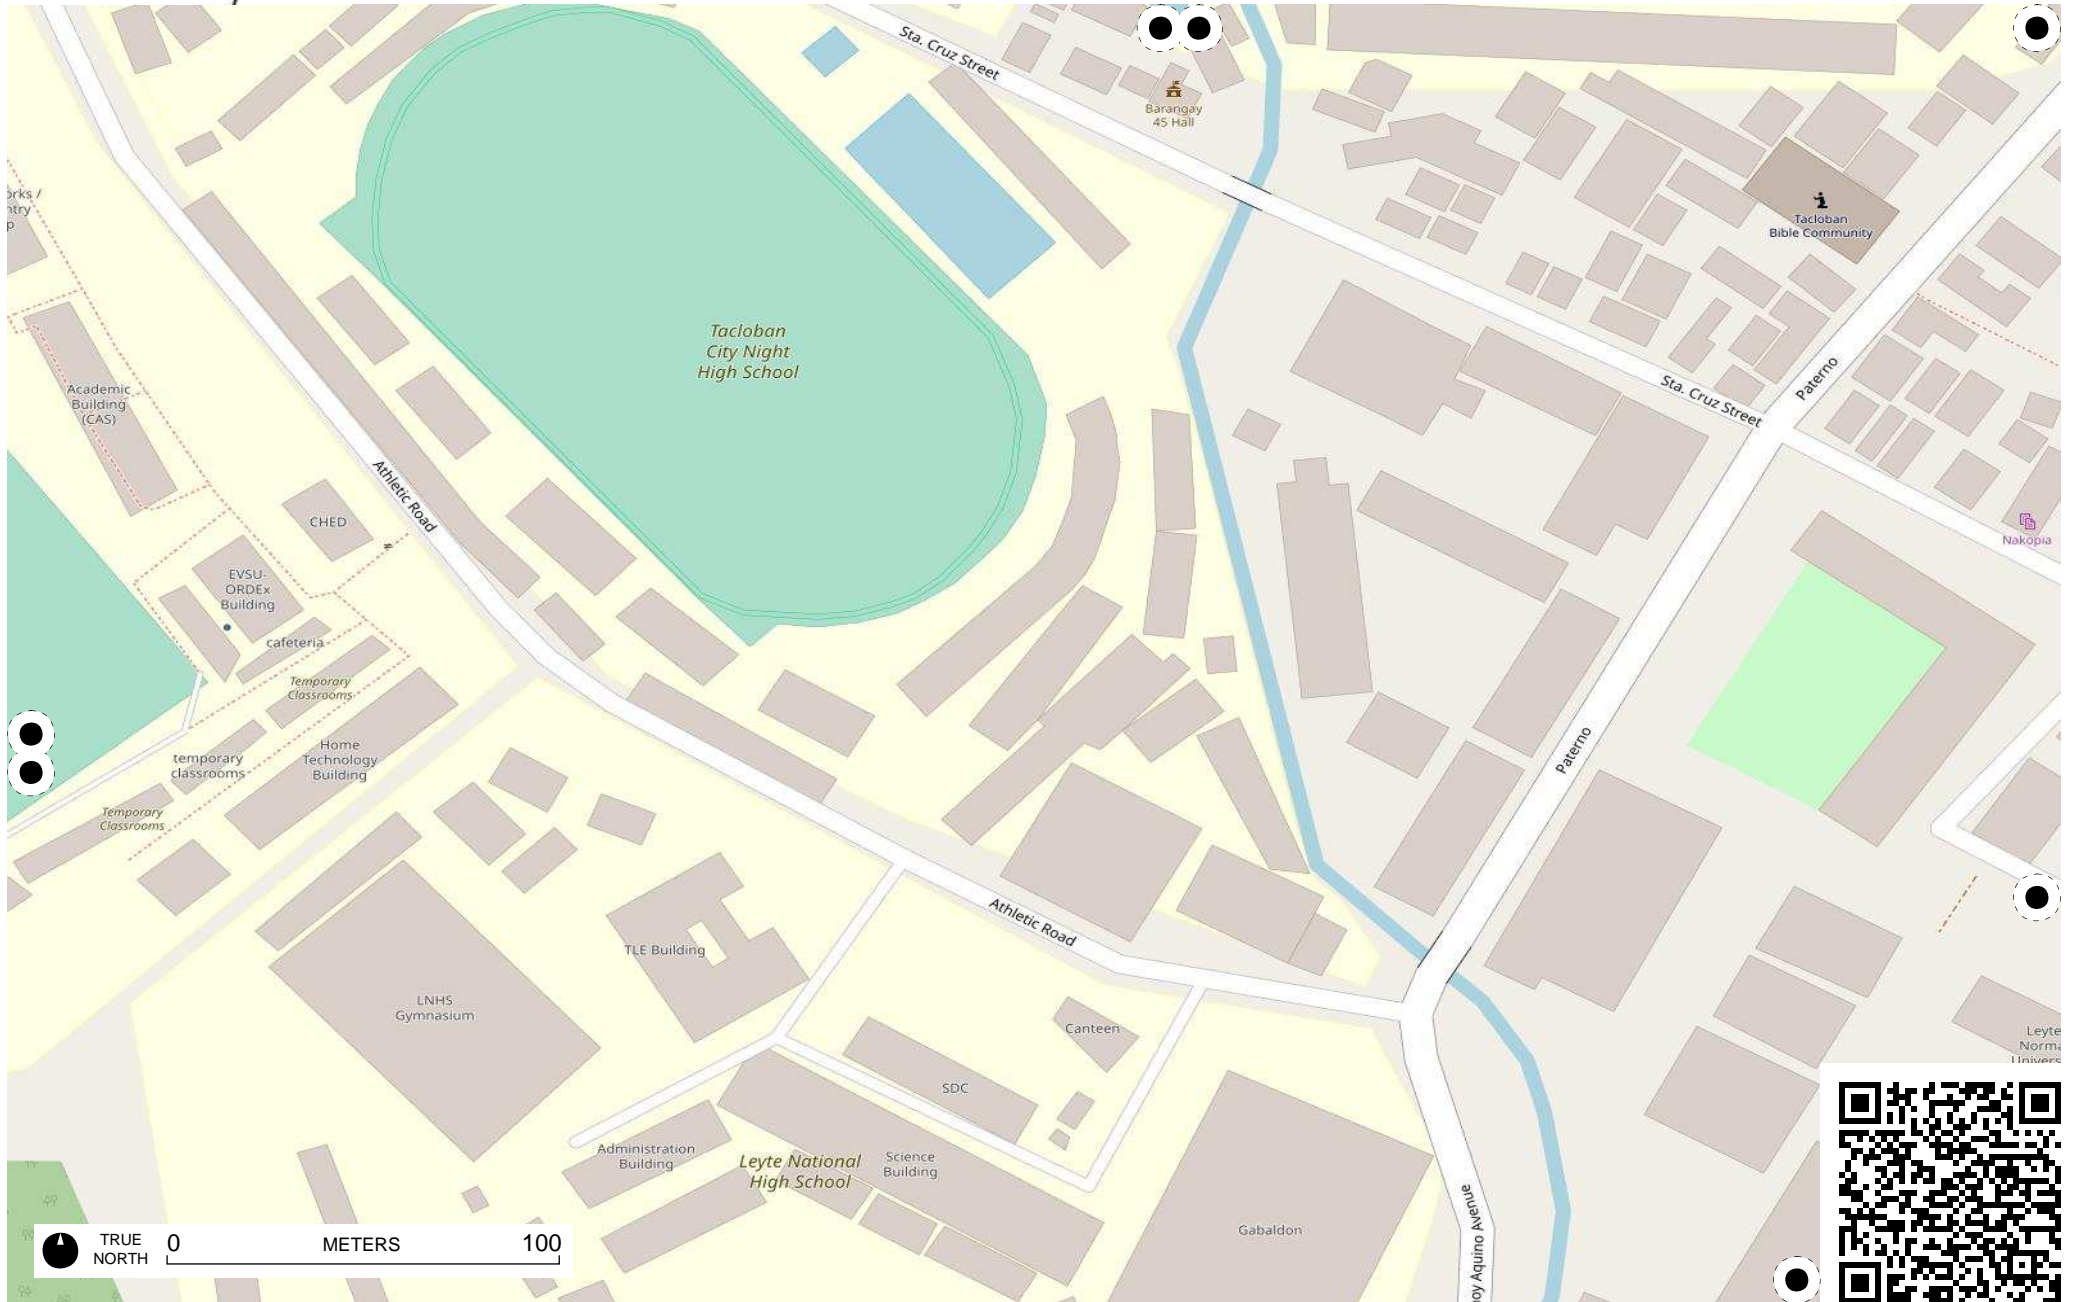 Sta. Cruz Street
Barangay
45 Hall
Tacloban
Bible Community
Tacloban
City Night
High School
Academic
Building
(CAS)
Athletic Road
Sta. Cruz Street
Paterno
CHED
Nakopia
EVSU-
ORDEx
Building
cafeteria
Temporary
Classrooms
temporary
classrooms
Home
Technology
Building
Temporary
Classrooms
Paterno
TLE Building
Athletic Road
LNHS
Gymnasium
Canteen
SDC
Leyte
Administration
Building
Leyte National
High School
Science
Building
Gabaldon
Aquino Avenue
TRUE
NORTH
0 METERS 100